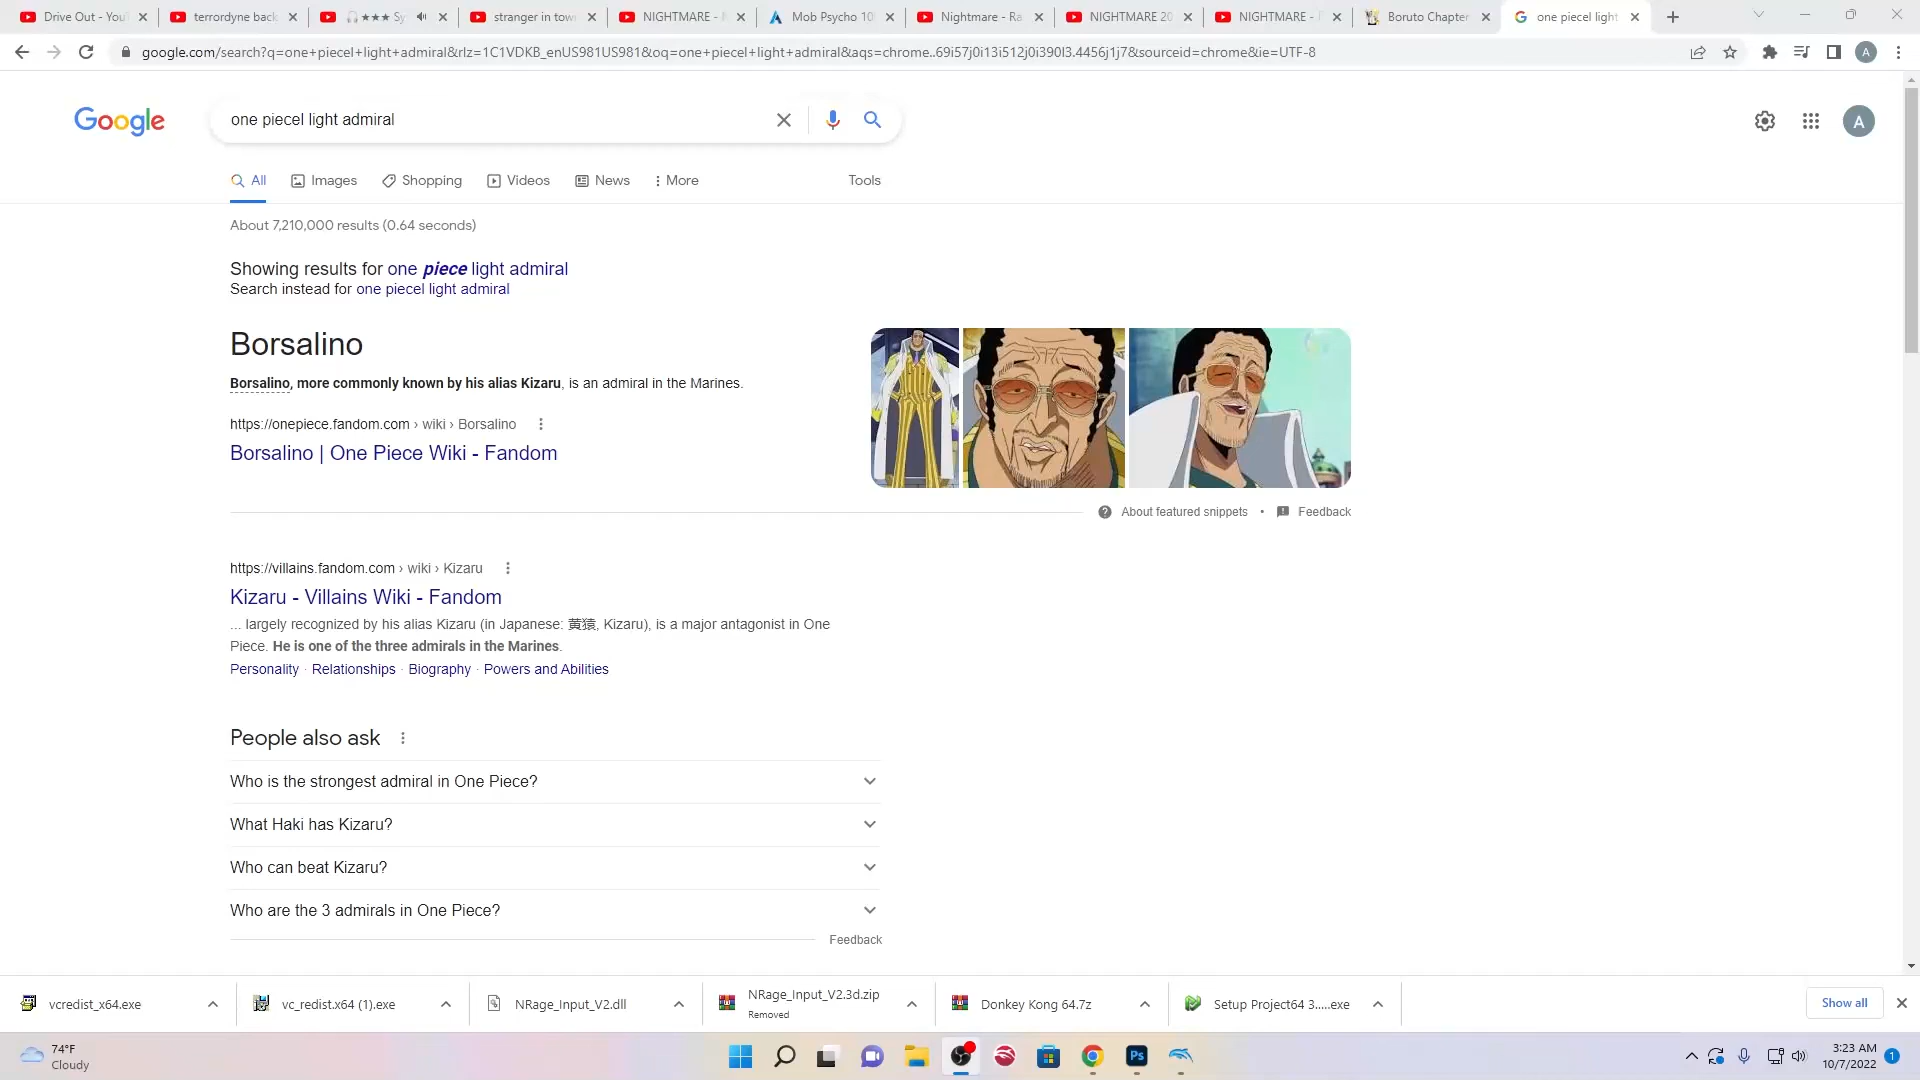 Drive Out - You
terrordyne back
★★★ Sy
stranger in town
NIGHTMARE -
Mob Psycho 10
Nightmare - Ra
NIGHTMARE 20
NIGHTMARE -
Boruto Chapter
one piecel light
google.com/search?q=one+piecel+light+admiral&rlz=1C1VDKB_enUS981US981&oq=one+piecel+light+admiral&aqs=chrome..69i57j0i13i512j0i390l3.4456j1j7&sourceid=chrome&ie=UTF-8
A
Google
one piecel light admiral
A
All
Images
Shopping
Videos
News
More
Tools
About 7,210,000 results (0.64 seconds)
Showing results for one piece light admiral
Search instead for one piecel light admiral
Borsalino
Borsalino, more commonly known by his alias Kizaru, is an admiral in the Marines.
https://onepiece.fandom.com › wiki › Borsalino
Borsalino | One Piece Wiki - Fandom
About featured snippets • Feedback
https://villains.fandom.com › wiki › Kizaru
Kizaru - Villains Wiki - Fandom
... largely recognized by his alias Kizaru (in Japanese: 黄猿, Kizaru), is a major antagonist in One
Piece. He is one of the three admirals in the Marines.
Personality · Relationships · Biography · Powers and Abilities
People also ask
Who is the strongest admiral in One Piece?
What Haki has Kizaru?
Who can beat Kizaru?
Who are the 3 admirals in One Piece?
Feedback
vcredist_x64.exe
vc_redist.x64 (1).exe
NRage_Input_V2.dll
NRage_Input_V2.3d.zip
Removed
Donkey Kong 64.7z
Setup Project64 3.....exe
Show all
74°F
Cloudy
Ps
3:23 AM
10/7/2022
1